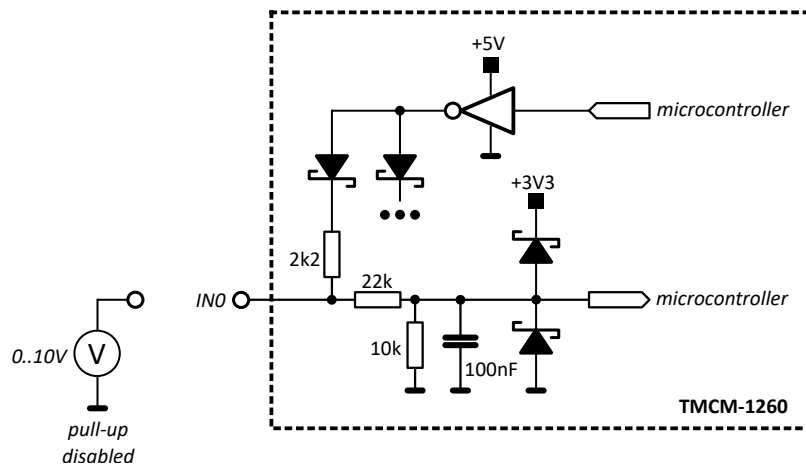 +5V
microcontroller
+3V3
2k2
22k
IN0
microcontroller
0..10V
V
10k
100nF
TMCM-1260
pull-up
disabled